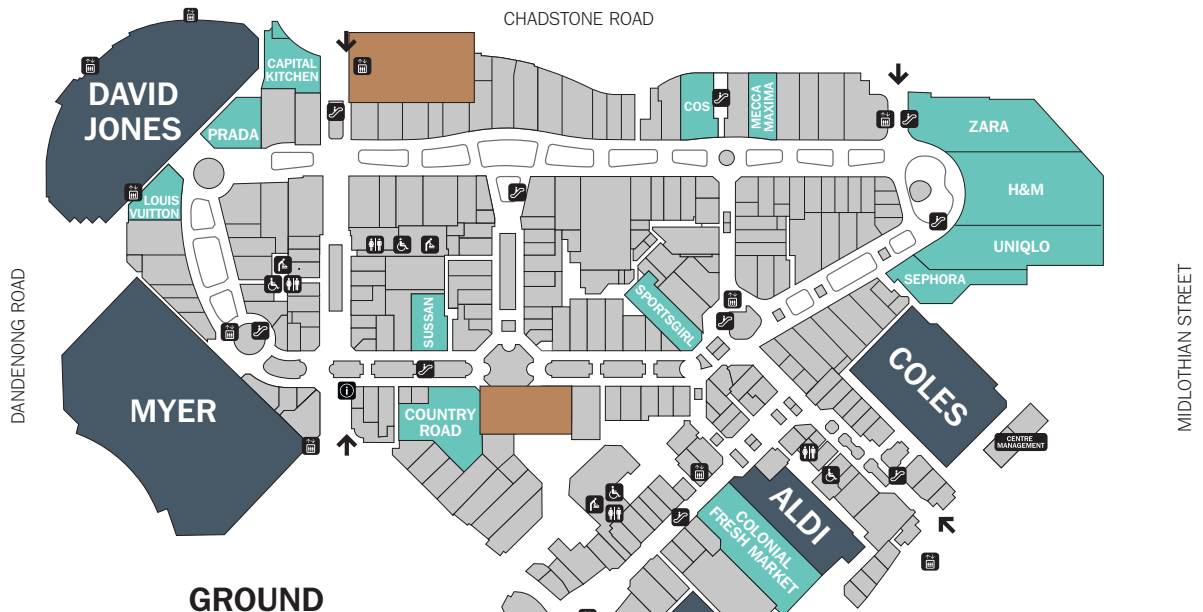 CHADSTONE ROAD
CAPITAL
KITCHEN
DAVID
JONES
PRADA
COS
MECCA
MAXIMA
ZARA
H&M
LOUIS
VUITTON
UNIQLO
SEPHORA
DANDENONG ROAD
MIDLOTHIAN STREET
SUSSAN
SPORTSGIRL
COLES
MYER
COUNTRY
ROAD
CENTRE
MANAGEMENT
ALDI
COLONIAL
FRESH MARKET
GROUND